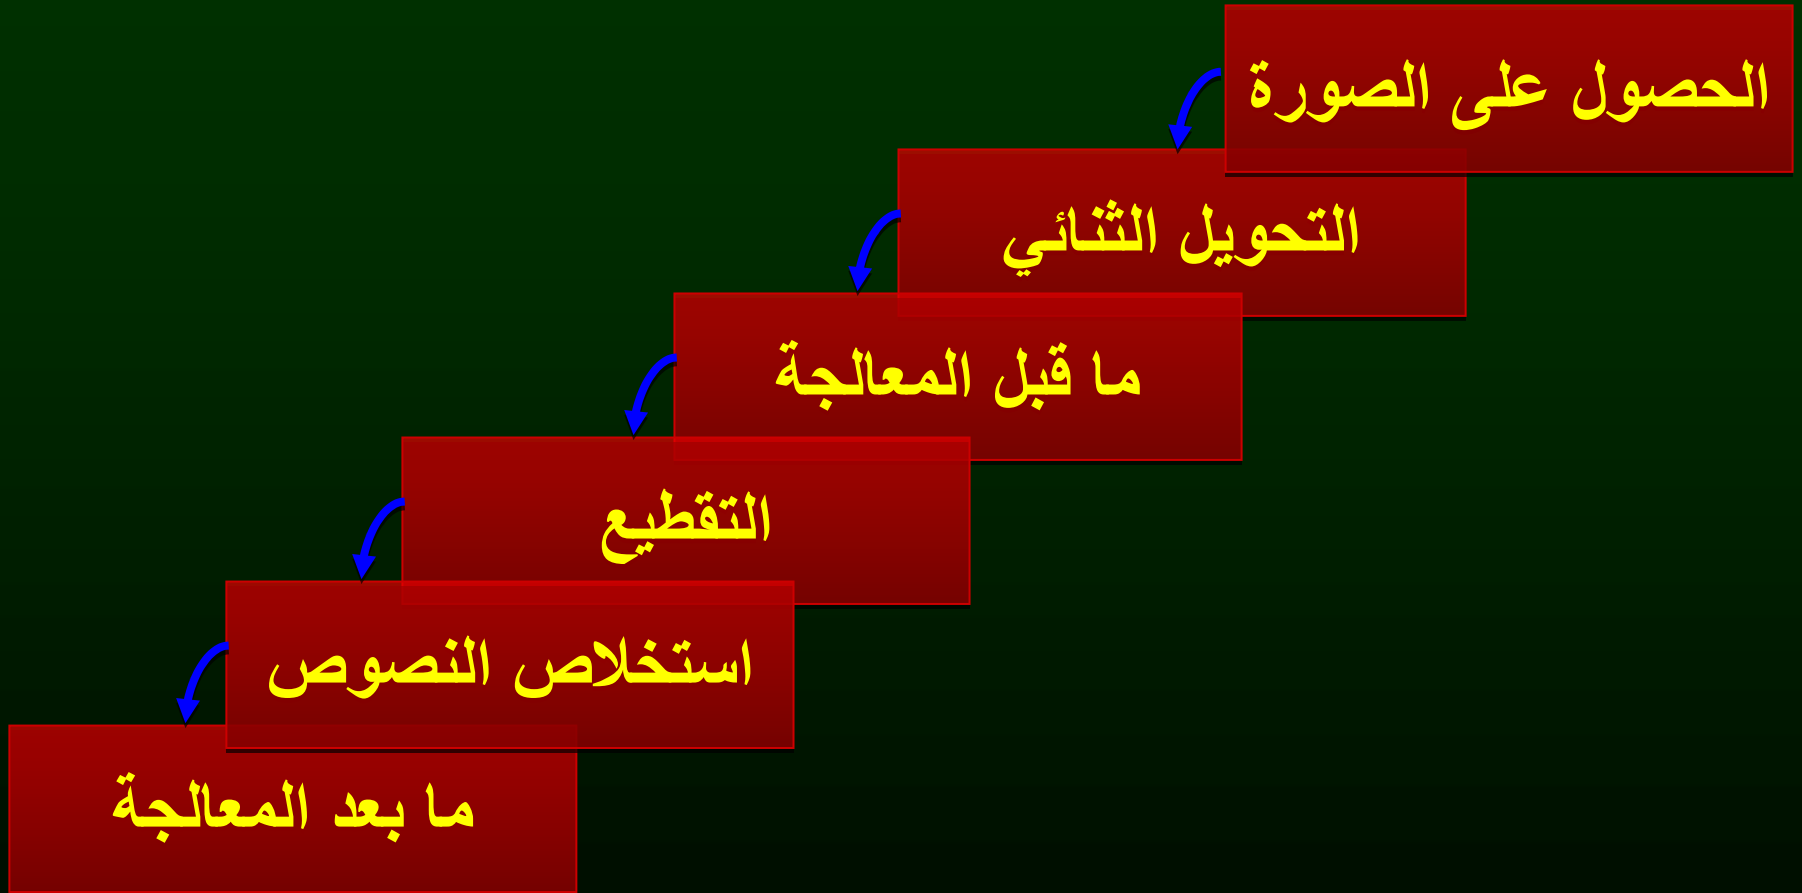 الحصول على الصورة
التحويل الثنائي
ما قبل المعالجة
التقطيع
استخلاص النصوص
ما بعد المعالجة